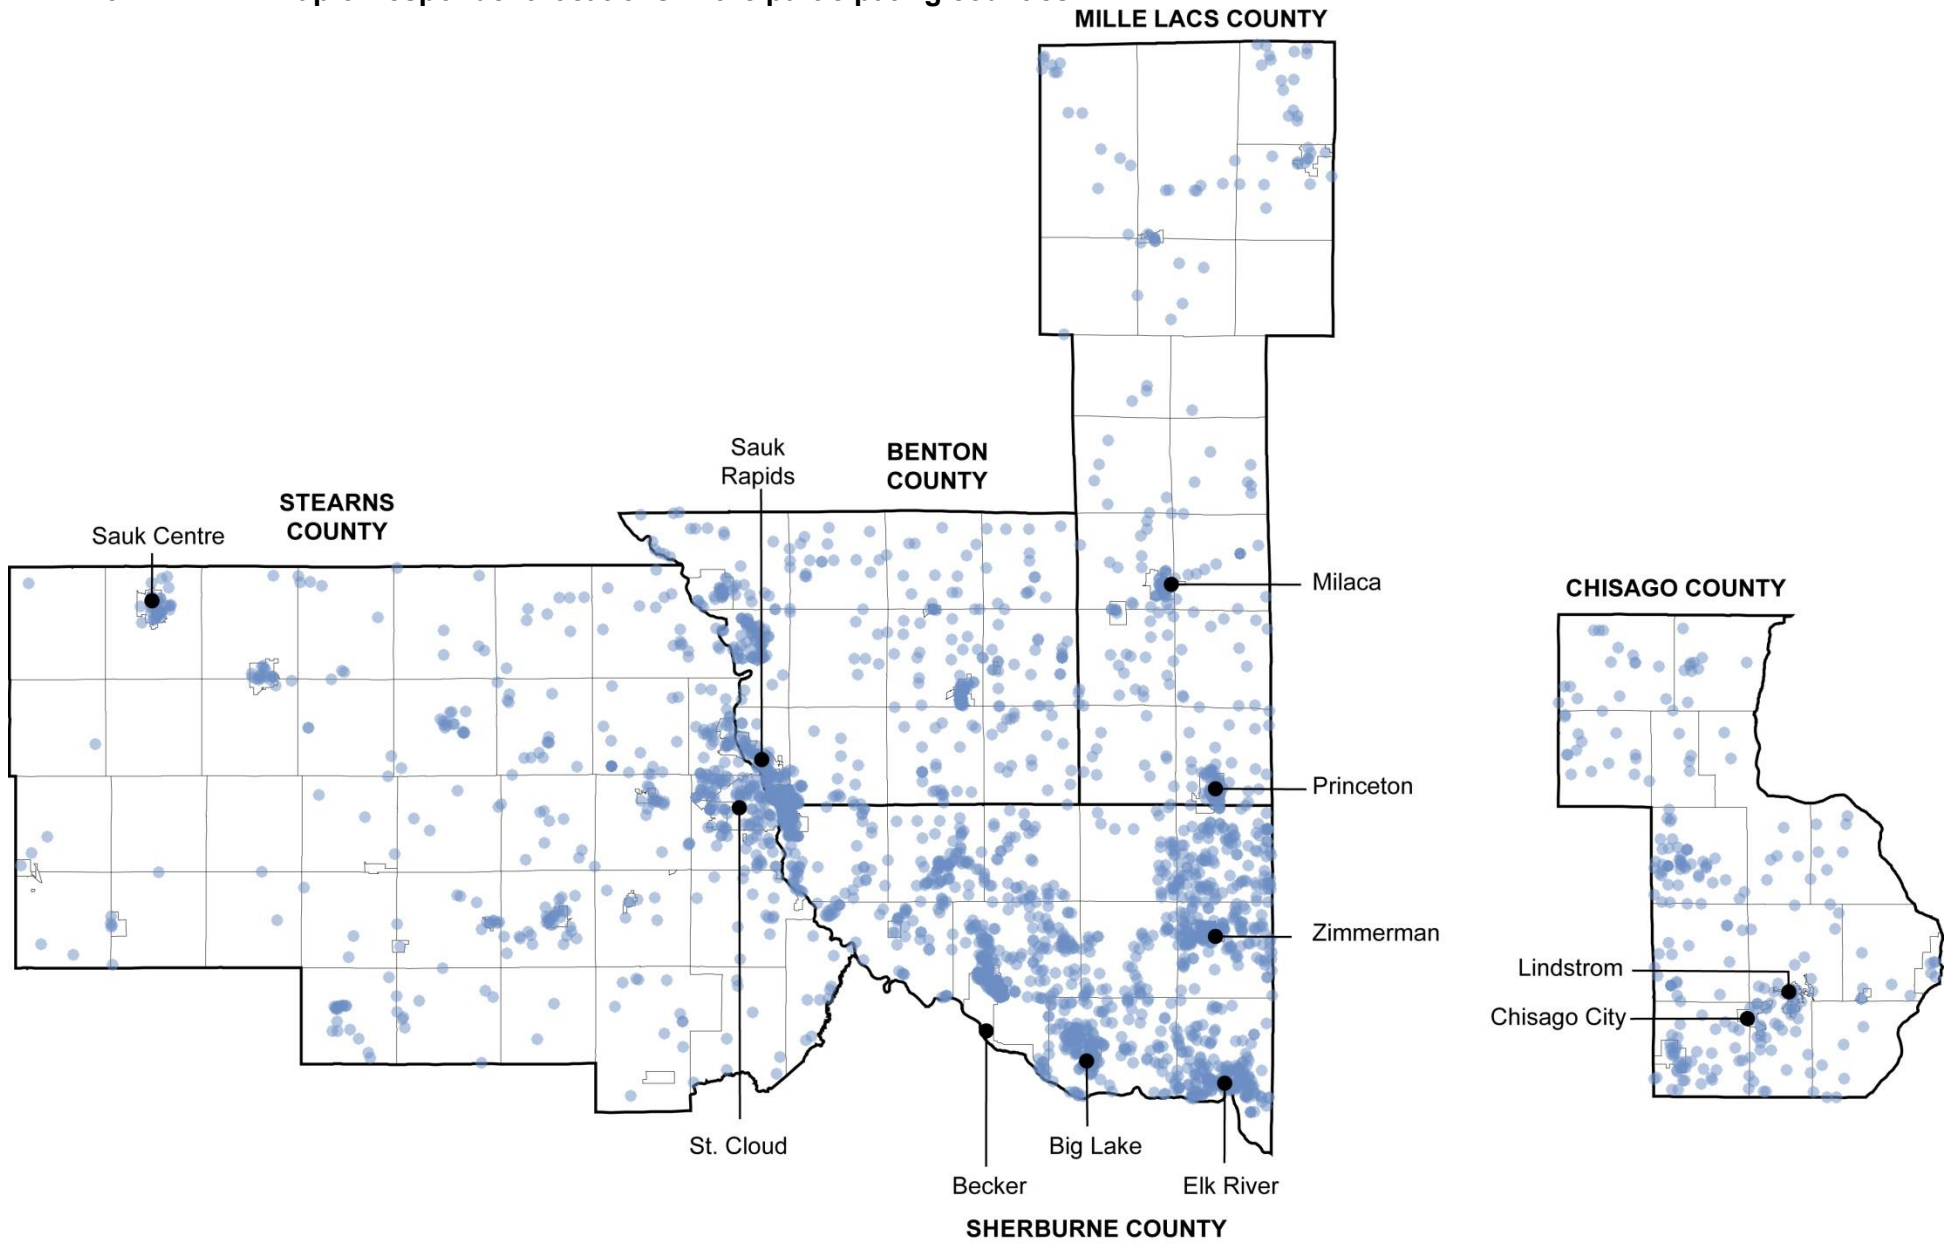 MILLE LACS COUNTY
Sauk
Rapids
BENTON
COUNTY
STEARNS
COUNTY
Sauk Centre
Milaca
CHISAGO COUNTY
Princeton
Zimmerman
Lindstrom
Chisago City
St. Cloud
Big Lake
Becker
Elk River
SHERBURNE COUNTY